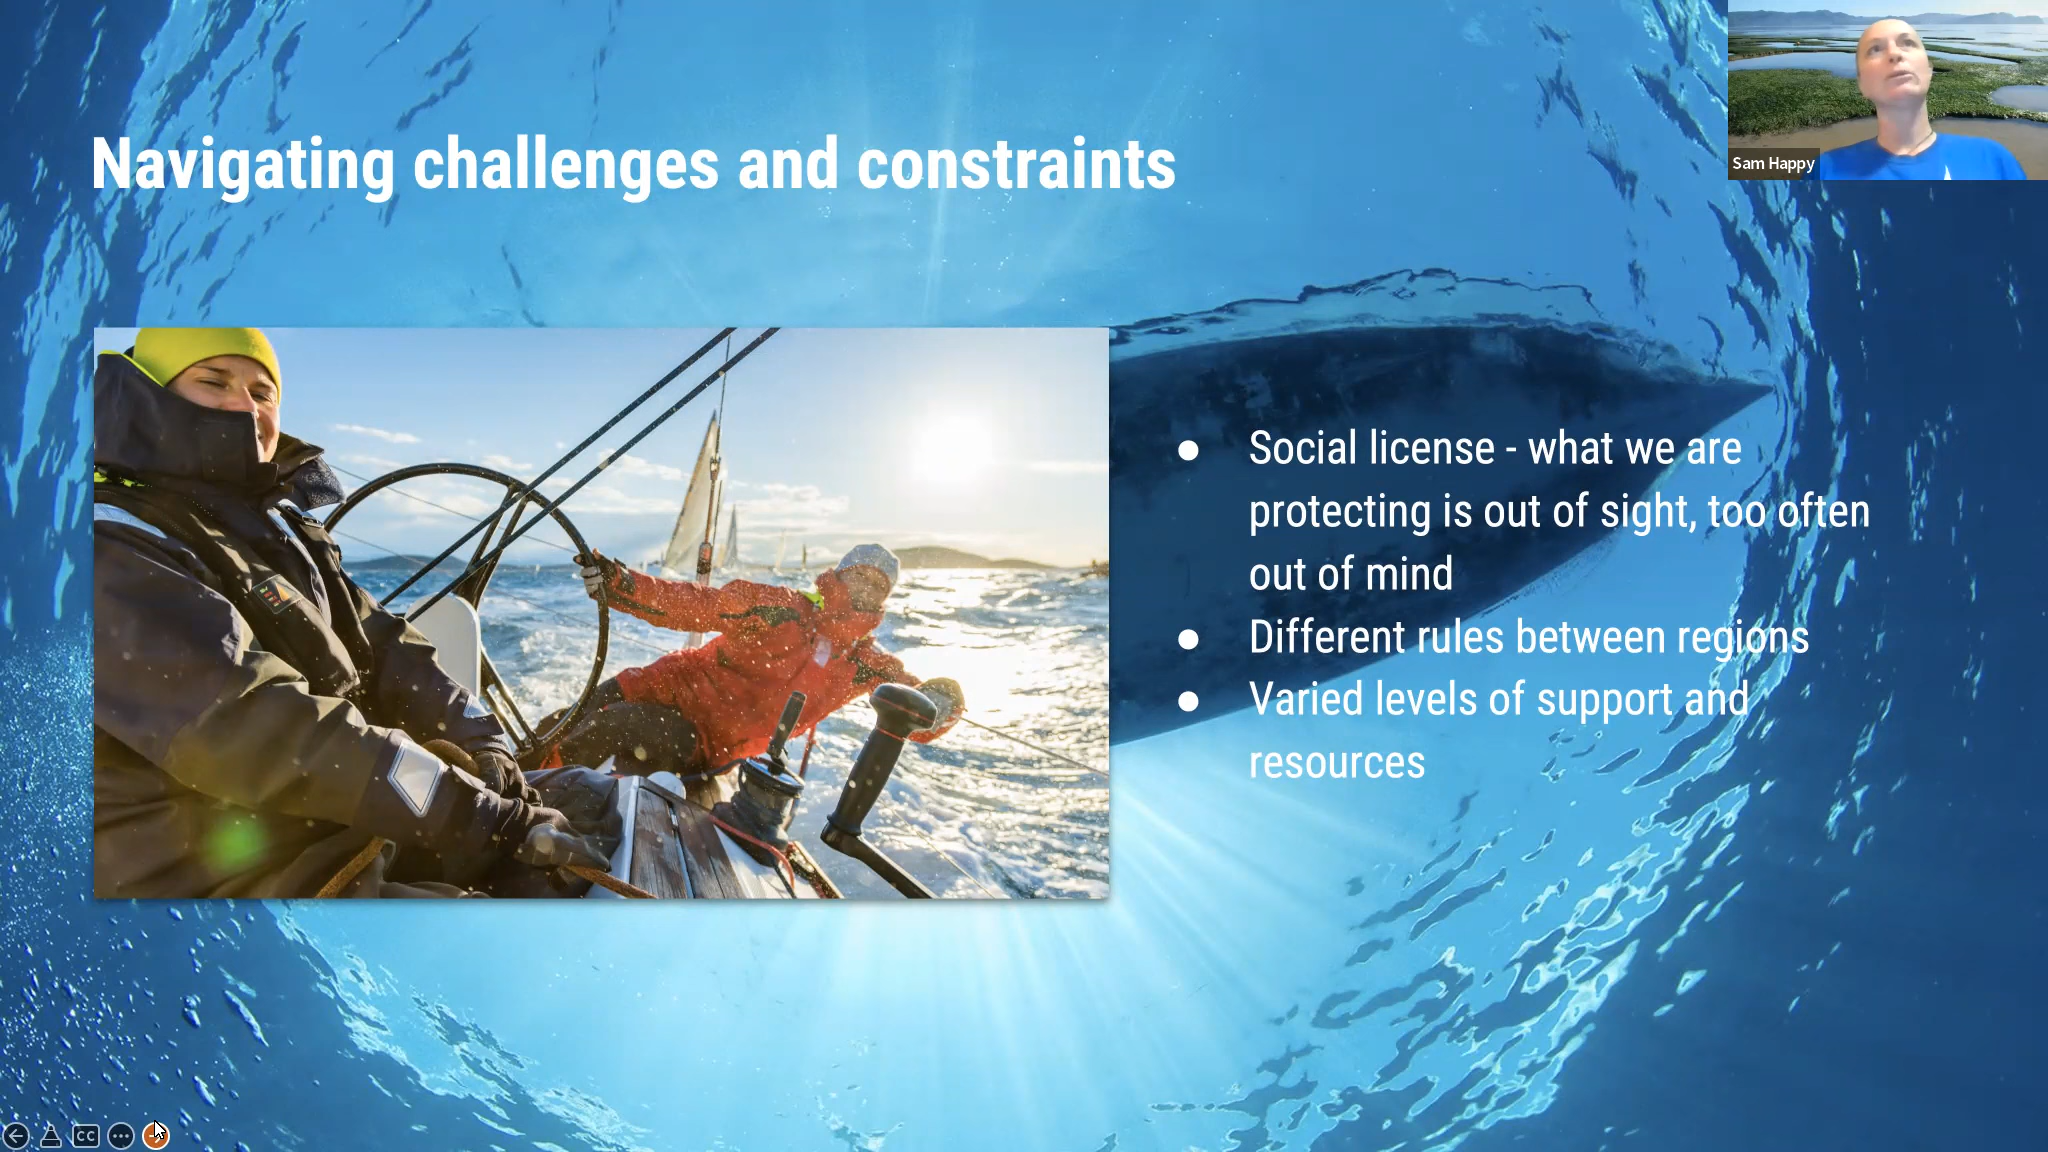 Navigating challenges and constraints
Sam Happy
● Social license - what we are
protecting is out of sight, too often
out of mind
● Different rules between regions
● Varied levels of support and
resources
CC